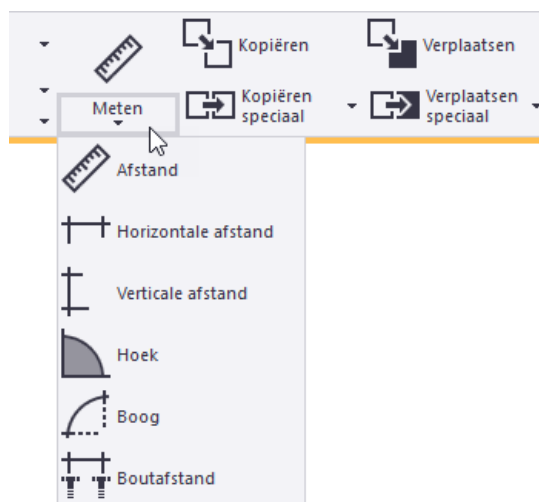 Kopiëren
Verplaatsen
Meten
Kopiëren
speciaal
Verplaatsen
speciaal
Afstand
Horizontale afstand
Verticale afstand
Hoek
Boog
Boutafstand